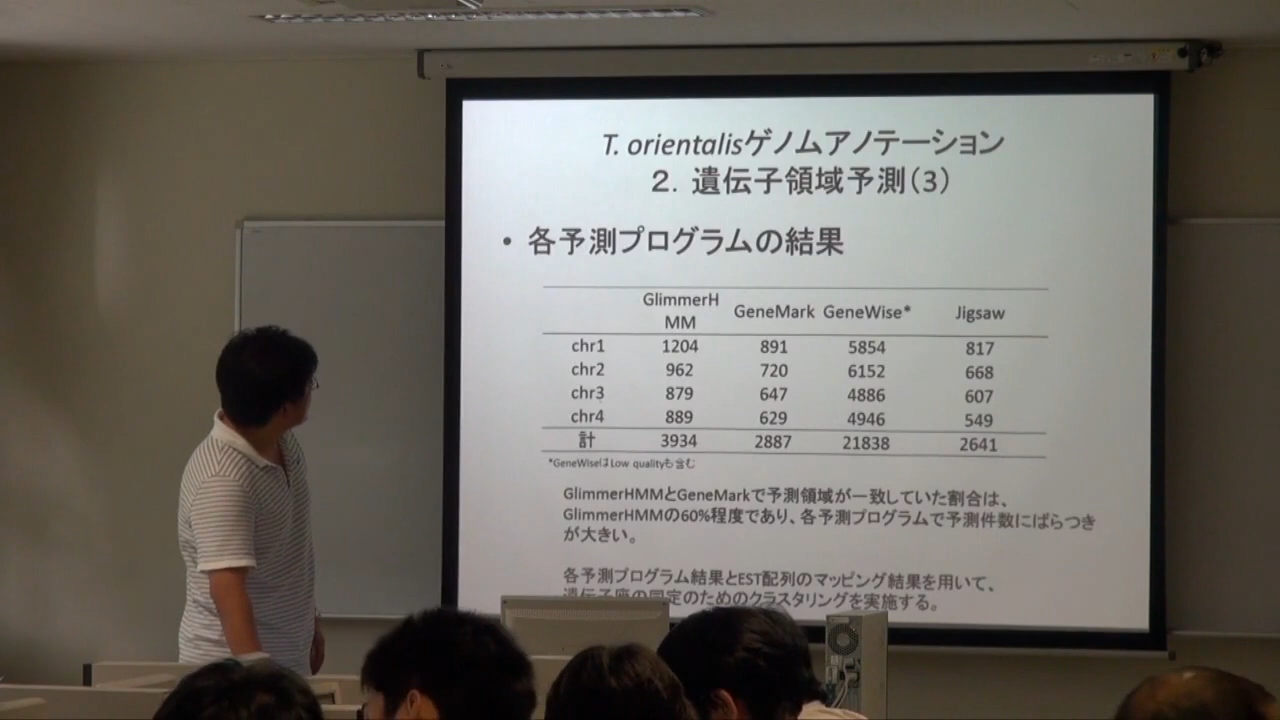 T. orientalisゲノムアノテーション
２．遺伝子領域予測（3）
• 各予測プログラムの結果
GlimmerH
MM GeneMark GeneWise* Jigsaw
chr1 1204 891 5854 817
chr2 962 720 6152 668
chr3 879 647 4886 607
chr4 889 629 4946 549
計 3934 2887 21838 2641
*GeneWiseはLow qualityも含む
GlimmerHMMとGeneMarkで予測領域が一致していた割合は、
GlimmerHMMの60%程度であり、各予測プログラムで予測件数にばらつき
が大きい。
各予測プログラム結果とEST配列のマッピング結果を用いて、
遺伝子座の同定のためのクラスタリングを実施する。